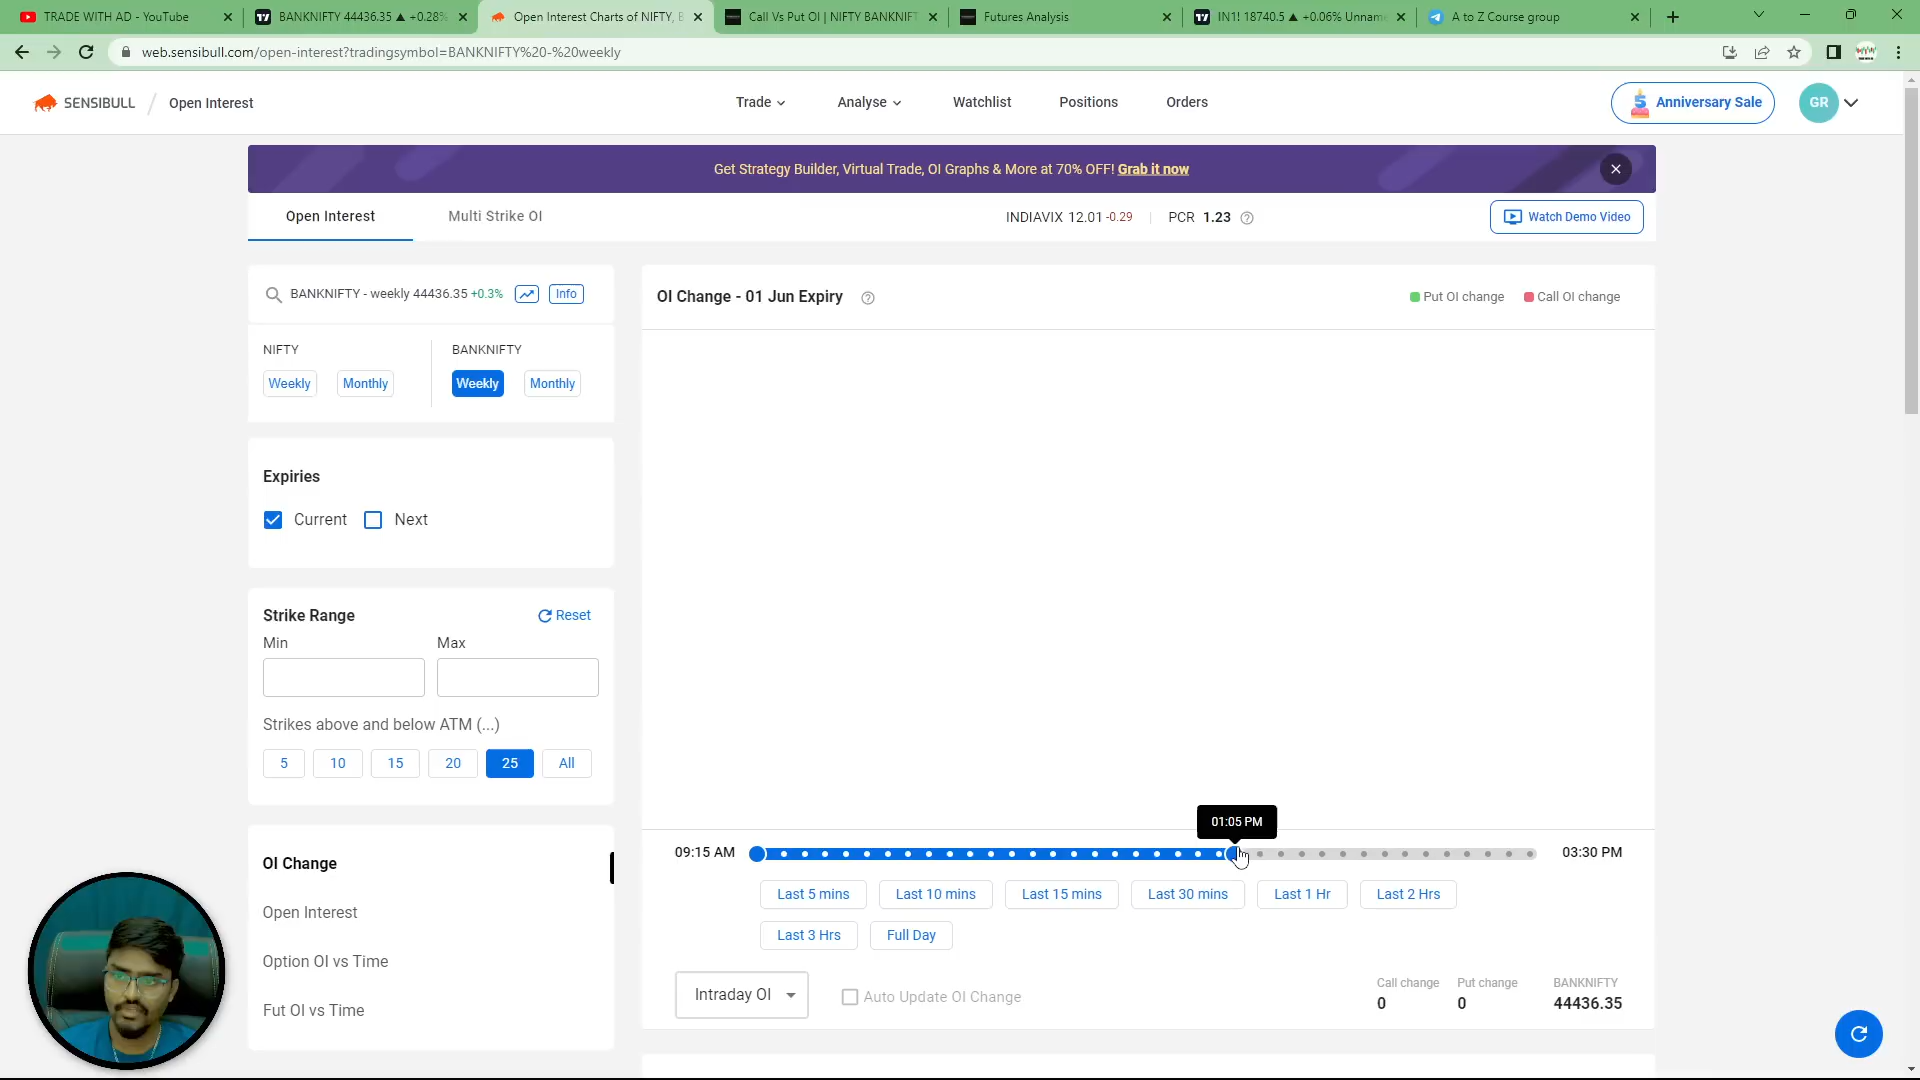 TRADE WITH AD - YouTube
BANKNIFTY 44436.35 ▲ +0.28%
Open Interest Charts of NIFTY, B
Call Vs Put OI | NIFTY BANKNIFT
Futures Analysis
IN1! 18740.5 ▲ +0.06% Unname
A to Z Course group
web.sensibull.com/open-interest?tradingsymbol=BANKNIFTY%20-%20weekly
SENSIBULL / Open Interest
Trade
Analyse
Watchlist
Positions
Orders
5 Anniversary Sale
GR
Get Strategy Builder, Virtual Trade, OI Graphs & More at 70% OFF! Grab it now
Open Interest
Multi Strike OI
INDIAVIX 12.01 -0.29 | PCR 1.23
Watch Demo Video
BANKNIFTY - weekly 44436.35 +0.3%
Info
OI Change - 01 Jun Expiry
Put OI change
Call OI change
NIFTY
BANKNIFTY
Weekly
Monthly
Weekly
Monthly
Expiries
Current
Next
Strike Range
Reset
Min
Max
Strikes above and below ATM (...)
5
10
15
20
25
All
01:05 PM
09:15 AM
03:30 PM
Last 5 mins
Last 10 mins
Last 15 mins
Last 30 mins
Last 1 Hr
Last 2 Hrs
Last 3 Hrs
Full Day
OI Change
Open Interest
Option OI vs Time
Fut OI vs Time
Intraday OI
Auto Update OI Change
Call change
0
Put change
0
BANKNIFTY
44436.35